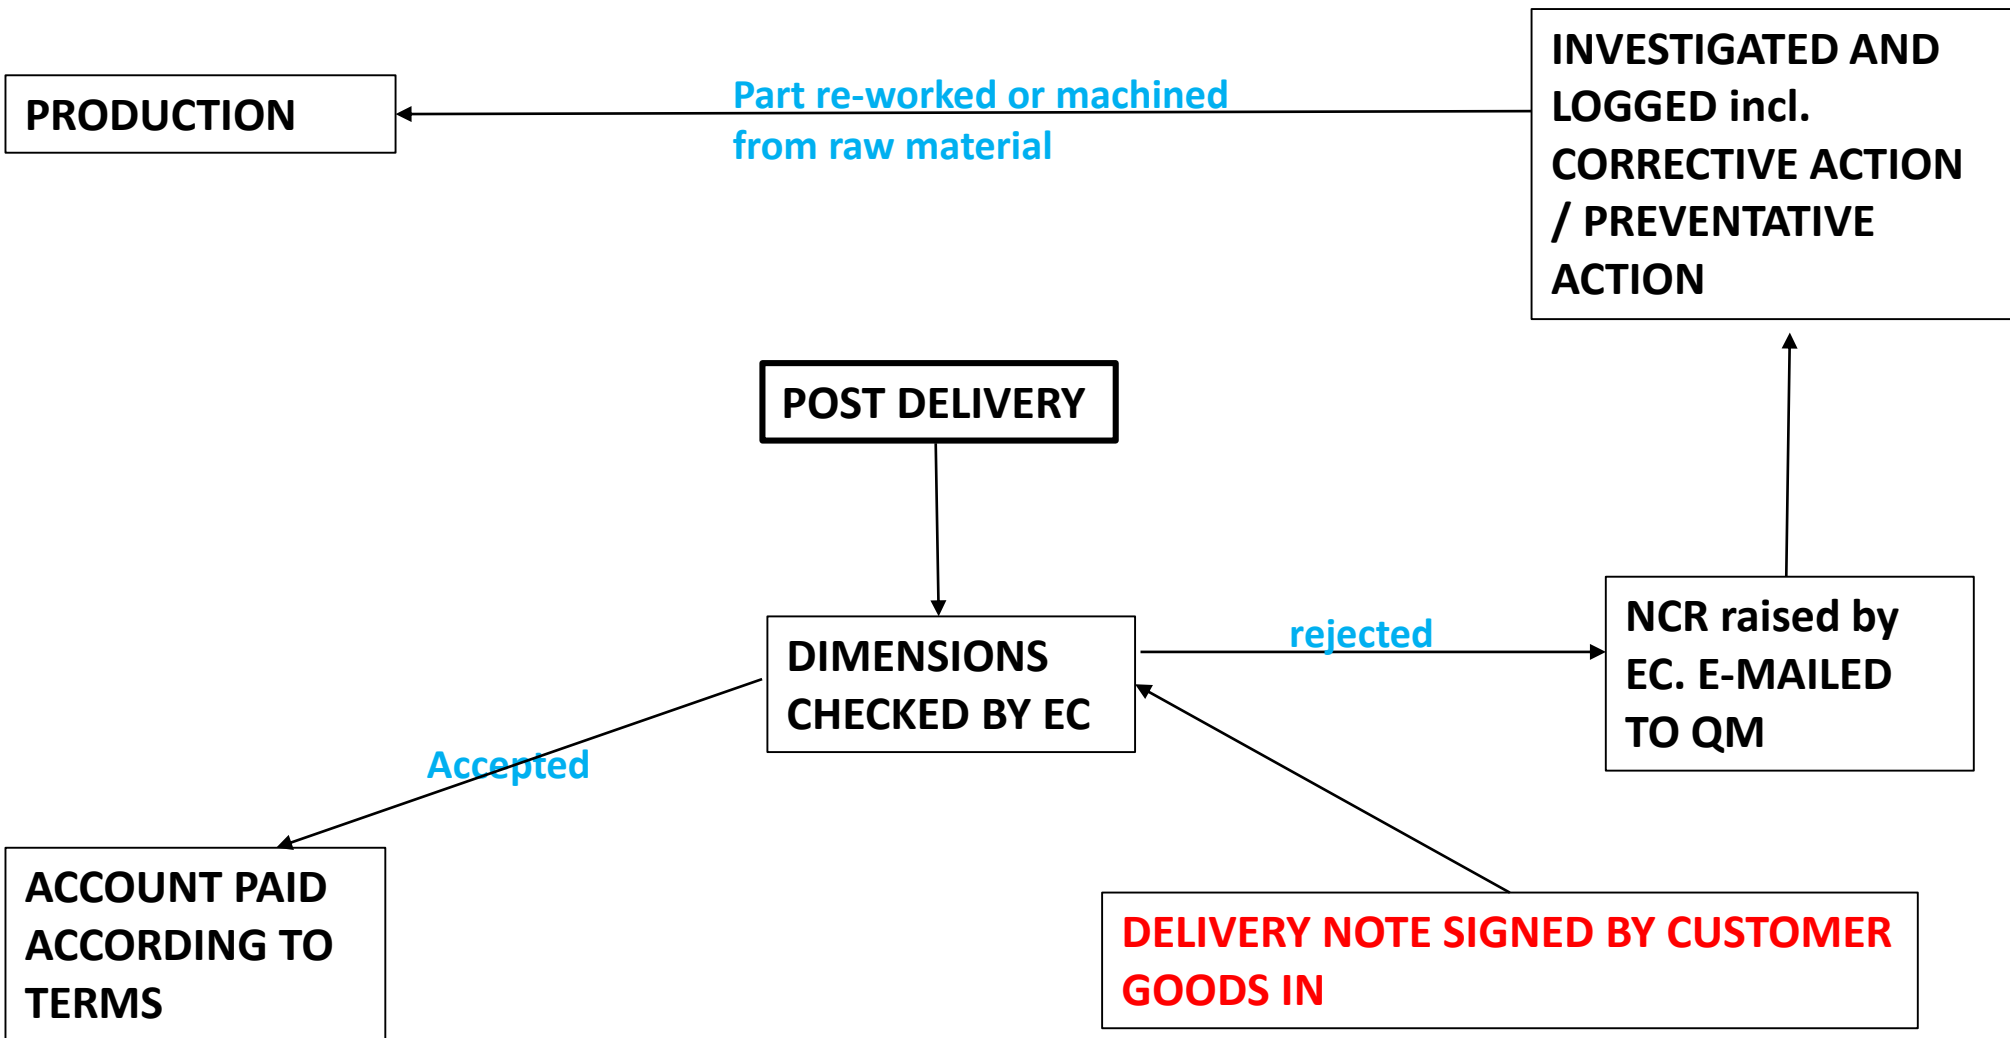 PRODUCTION
Part re-worked or machined
from raw material
INVESTIGATED AND
LOGGED incl.
CORRECTIVE ACTION
/ PREVENTATIVE
ACTION
POST DELIVERY
DIMENSIONS
CHECKED BY EC
rejected
NCR raised by
EC. E-MAILED
TO QM
Accepted
ACCOUNT PAID
ACCORDING TO
TERMS
DELIVERY NOTE SIGNED BY CUSTOMER
GOODS IN